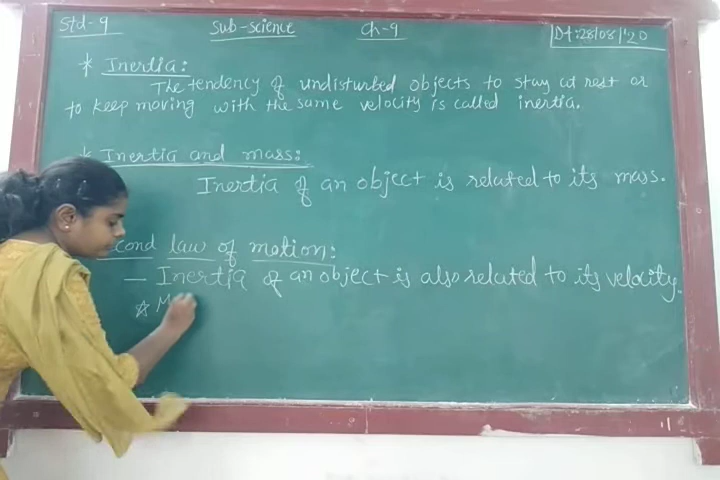 Std-9 Sub-science Ch-9 Dt:28/08/'20
* Inertia:
The tendency of undisturbed objects to stay at rest or
to keep moving with the same velocity is called inertia.
* Inertia and mass:
Inertia of an object is related to its mass.
cond law of motion:
— Inertia of an object is also related to its velocity.
☆ M